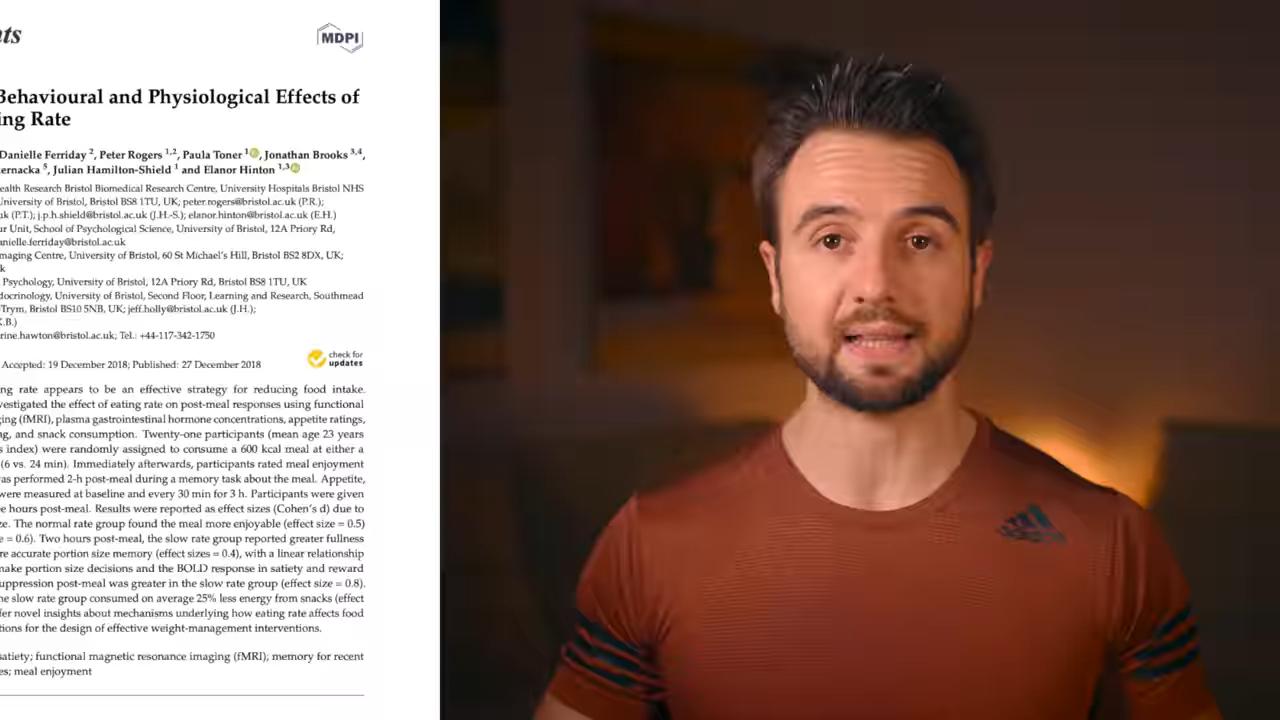 nts
MDPI
Behavioural and Physiological Effects of
ing Rate
Danielle Ferriday 2, Peter Rogers 1,2, Paula Toner 1, Jonathan Brooks 3,4,
ernacka 5, Julian Hamilton-Shield 1 and Elanor Hinton 1,3
ealth Research Bristol Biomedical Research Centre, University Hospitals Bristol NHS
University of Bristol, Bristol BS8 1TU, UK; peter.rogers@bristol.ac.uk (P.R.);
uk (P.T.); j.p.h.shield@bristol.ac.uk (J.H.-S.); elanor.hinton@bristol.ac.uk (E.H.)
ur Unit, School of Psychological Science, University of Bristol, 12A Priory Rd,
anielle.ferriday@bristol.ac.uk
maging Centre, University of Bristol, 60 St Michael's Hill, Bristol BS2 8DX, UK;
k
Psychology, University of Bristol, 12A Priory Rd, Bristol BS8 1TU, UK
docrinology, University of Bristol, Second Floor, Learning and Research, Southmead
-Trym, Bristol BS10 5NB, UK; jeff.holly@bristol.ac.uk (J.H.);
K.B.)
rine.hawton@bristol.ac.uk; Tel.: +44-117-342-1750
Accepted: 19 December 2018; Published: 27 December 2018
check for
updates
ng rate appears to be an effective strategy for reducing food intake.
vestigated the effect of eating rate on post-meal responses using functional
ging (fMRI), plasma gastrointestinal hormone concentrations, appetite ratings,
ng, and snack consumption. Twenty-one participants (mean age 23 years
s index) were randomly assigned to consume a 600 kcal meal at either a
(6 vs. 24 min). Immediately afterwards, participants rated meal enjoyment
was performed 2-h post-meal during a memory task about the meal. Appetite,
were measured at baseline and every 30 min for 3 h. Participants were given
e hours post-meal. Results were reported as effect sizes (Cohen's d) due to
ze. The normal rate group found the meal more enjoyable (effect size = 0.5)
e = 0.6). Two hours post-meal, the slow rate group reported greater fullness
re accurate portion size memory (effect sizes = 0.4), with a linear relationship
make portion size decisions and the BOLD response in satiety and reward
uppression post-meal was greater in the slow rate group (effect size = 0.8).
he slow rate group consumed on average 25% less energy from snacks (effect
fer novel insights about mechanisms underlying how eating rate affects food
tions for the design of effective weight-management interventions.
satiety; functional magnetic resonance imaging (fMRI); memory for recent
es; meal enjoyment